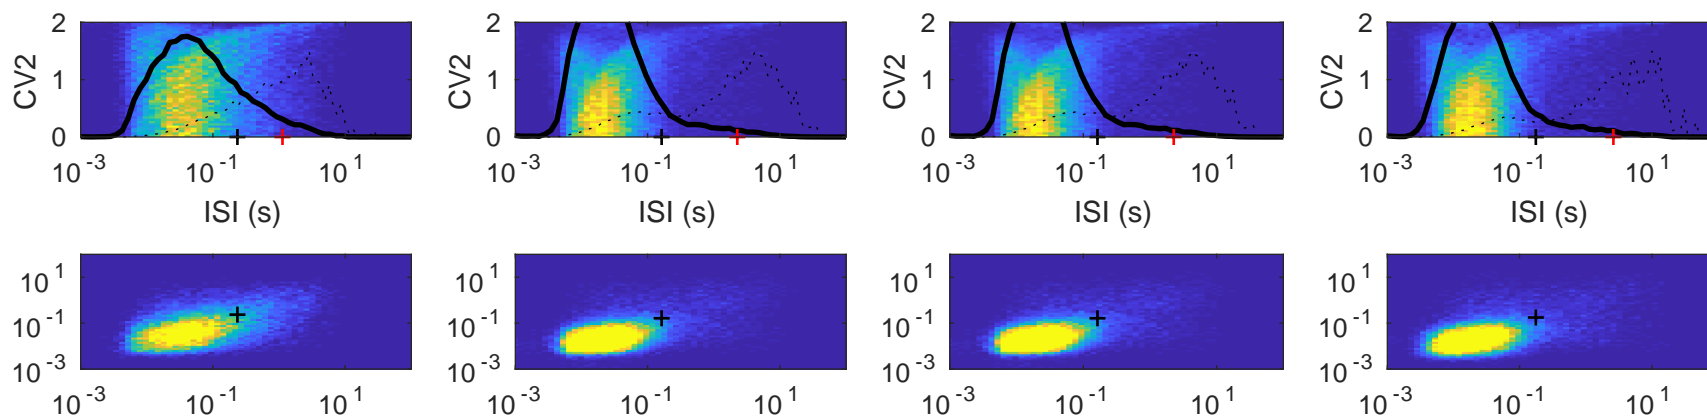 2 2 2 2
CV2 CV2 CV2 CV2
1 1 1 1
0 0 0 0
10^-3 10^-1 10^1 10^-3 10^-1 10^1 10^-3 10^-1 10^1 10^-3 10^-1 10^1
ISI (s) ISI (s) ISI (s) ISI (s)
10^1 10^1 10^1 10^1
10^-1 10^-1 10^-1 10^-1
10^-3 10^-3 10^-3 10^-3
10^-3 10^-1 10^1 10^-3 10^-1 10^1 10^-3 10^-1 10^1 10^-3 10^-1 10^1